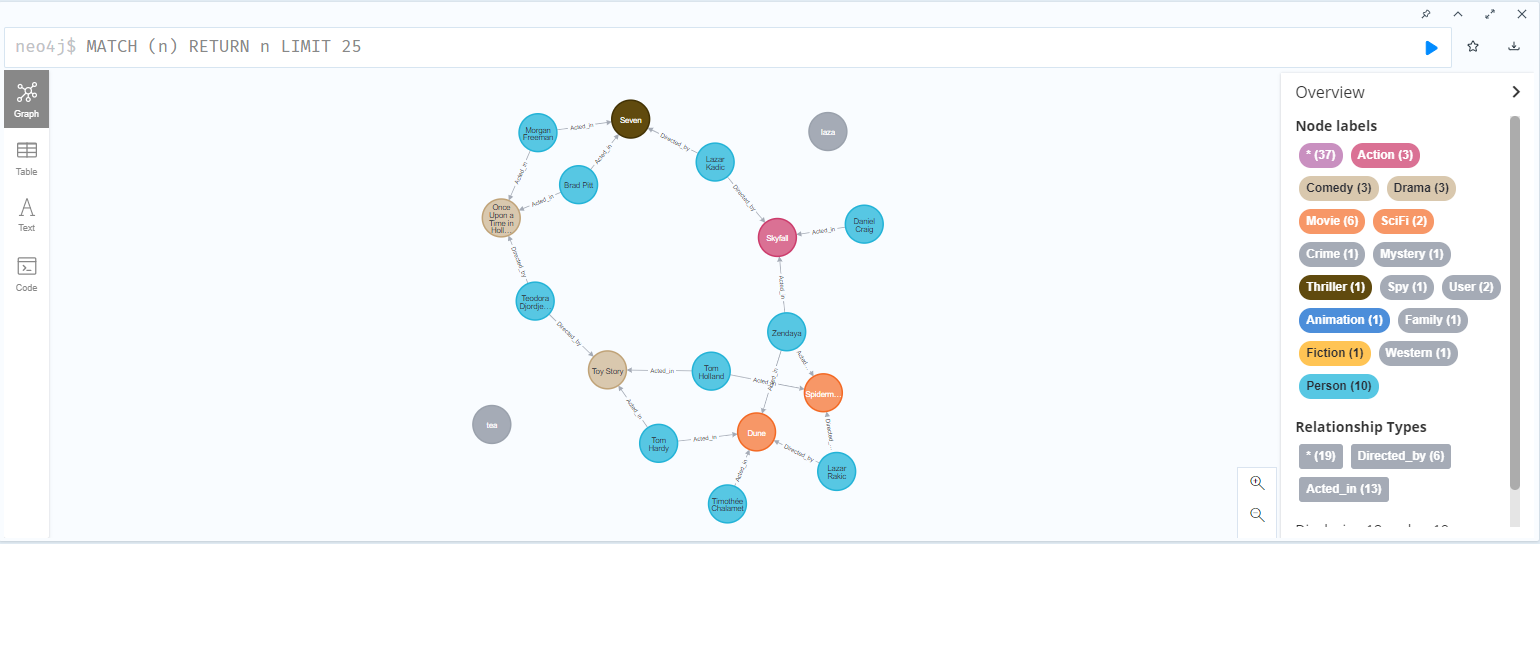 neo4j$ MATCH (n) RETURN n LIMIT 25
Graph
Table
Text
Code
Morgan
Freeman
Acted_in
Seven
Directed_by
Acted_in
Lazar
Kadic
laza
Acted_in
Brad Pitt
Acted_in
Directed_by
Once
Upon a
Time in
Holl...
Daniel
Craig
Acted_in
Skyfall
Directed_by
Acted_in
Teodora
Djordje...
Directed_by
Zendaya
Acted...
Toy Story
Acted_in
Tom
Holland
Acted_in
Acted_in
Spiderm...
Acted_in
tea
Directed_...
Dune
Tom
Hardy
Acted_in
Directed_by
Acted_in
Lazar
Rakic
Timothée
Chalamet
Overview
Node labels
* (37) Action (3)
Comedy (3) Drama (3)
Movie (6) SciFi (2)
Crime (1) Mystery (1)
Thriller (1) Spy (1) User (2)
Animation (1) Family (1)
Fiction (1) Western (1)
Person (10)
Relationship Types
* (19) Directed_by (6)
Acted_in (13)